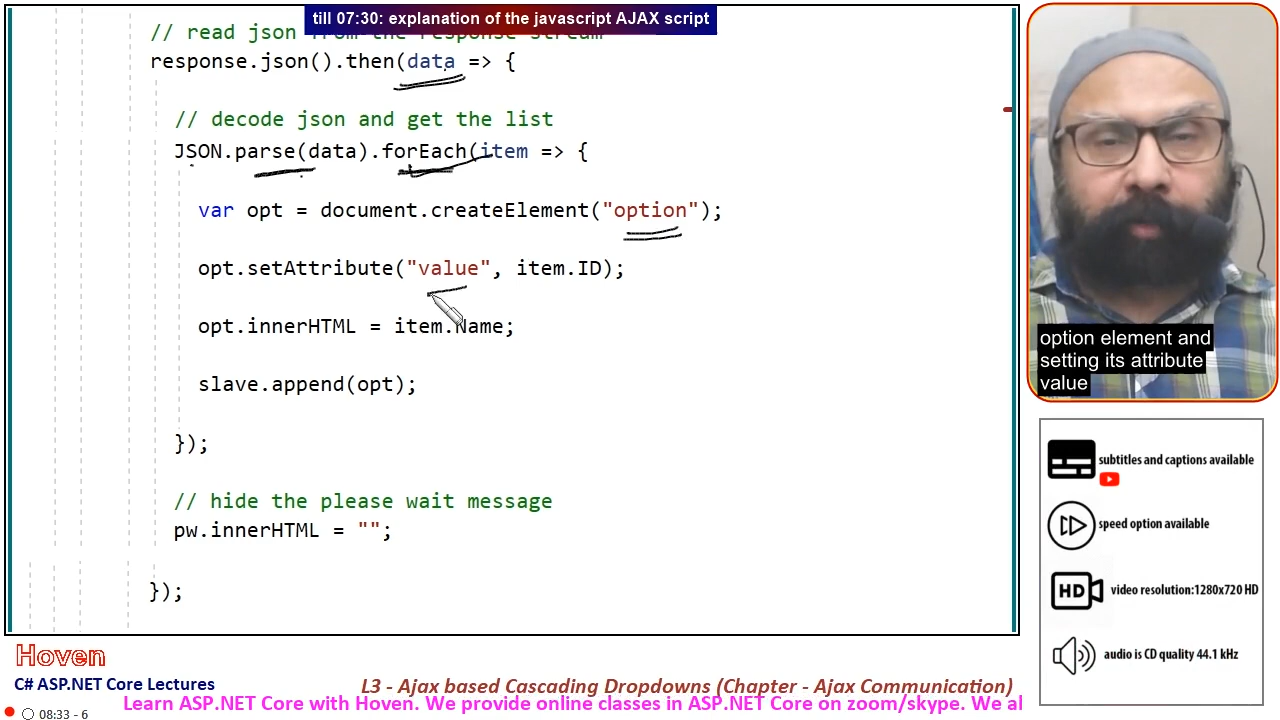 till 07:30: explanation of the javascript AJAX script
// read json from the response stream
response.json().then(data => {
// decode json and get the list
JSON.parse(data).forEach(item => {
var opt = document.createElement("option");
opt.setAttribute("value", item.ID);
opt.innerHTML = item.Name;
slave.append(opt);
});
// hide the please wait message
pw.innerHTML = "";
});
option element and
setting its attribute
value
subtitles and captions available
speed option available
HD video resolution:1280x720 HD
audio is CD quality 44.1 kHz
Hoven
C# ASP.NET Core Lectures
L3 - Ajax based Cascading Dropdowns (Chapter - Ajax Communication)
Learn ASP.NET Core with Hoven. We provide online classes in ASP.NET Core on zoom/skype. We al
08:33 - 6